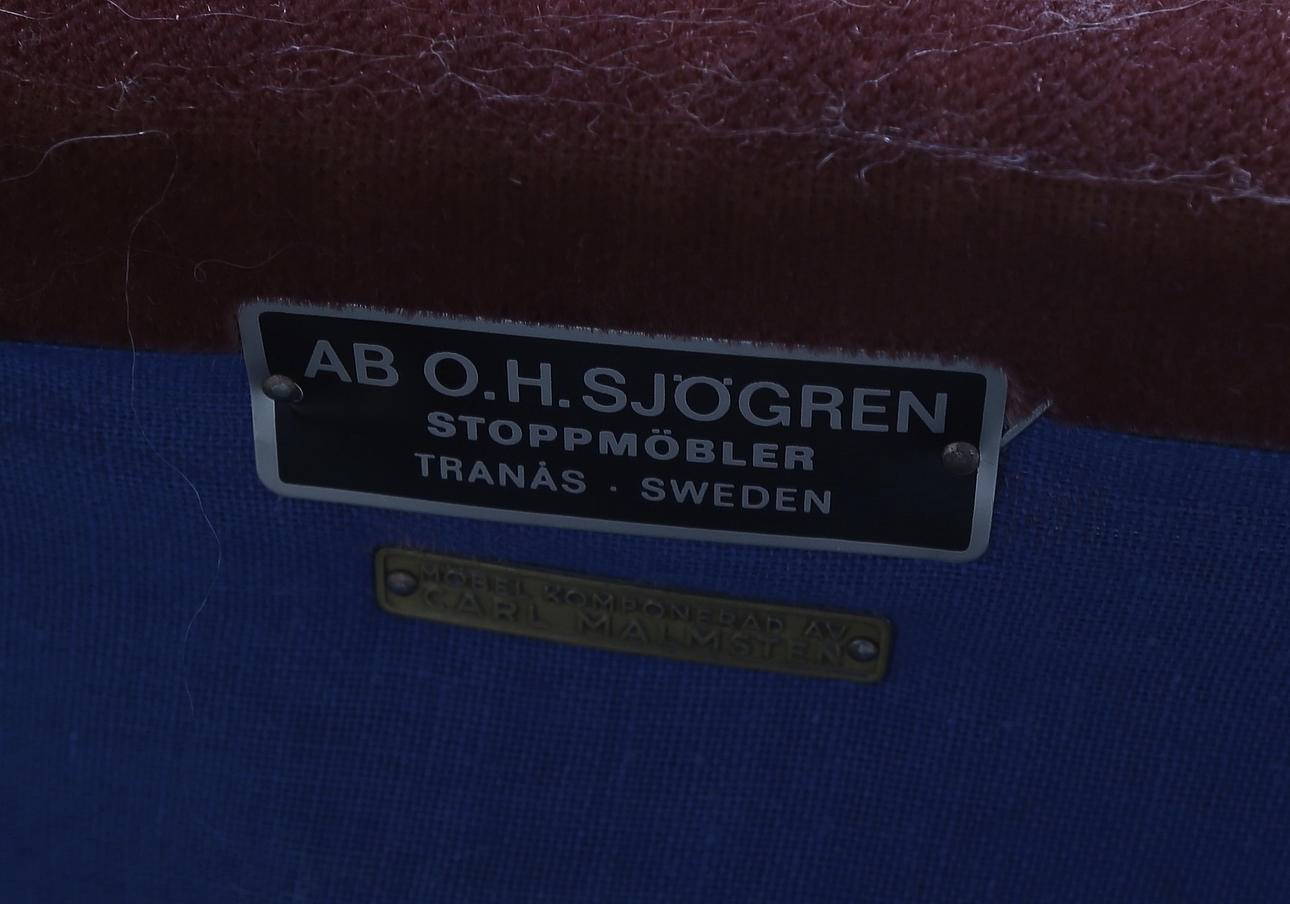 AB O.H. SJÖGREN
STOPPMÖBLER
TRANÅS · SWEDEN
MÖBEL KOMPONERAD AV
CARL MALMSTEN